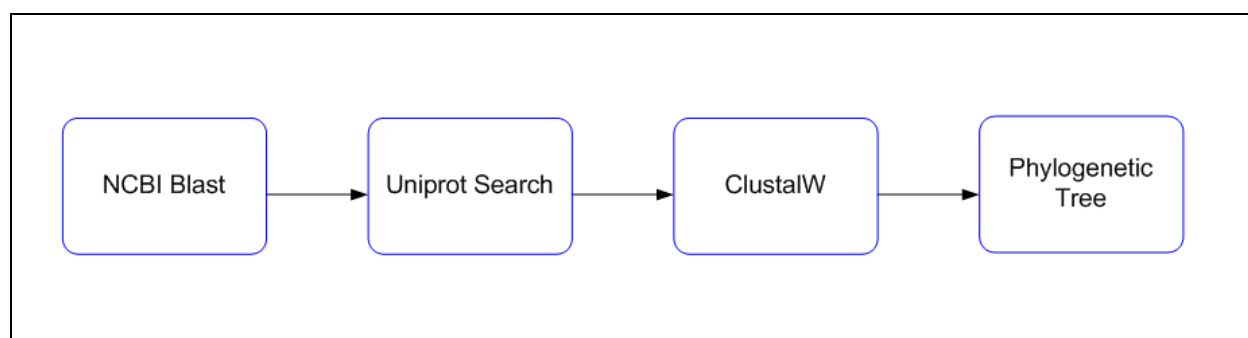 NCBI Blast
Uniprot Search
ClustalW
Phylogenetic
Tree